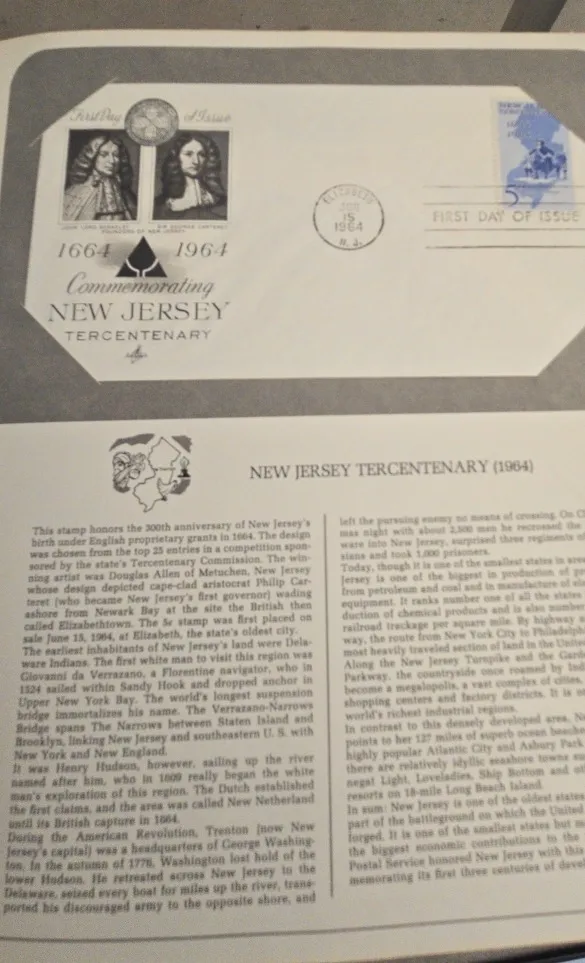 First Day of Issue
JOHN LORD BERKELEY SIR GEORGE CARTERET
FOUNDERS OF NEW JERSEY
1664 1964
Commemorating
NEW JERSEY
TERCENTENARY
ELIZABETH
JUN
15
1964
N. J.
NEW JERSEY
5
FIRST DAY OF ISSUE
NEW JERSEY TERCENTENARY (1964)
This stamp honors the 300th anniversary of New Jersey's
birth under English proprietary grants in 1664. The design
was chosen from the top 25 entries in a competition spon-
sored by the state's Tercentenary Commission. The win-
ning artist was Douglas Allen of Metuchen, New Jersey
whose design depicted cape-clad aristocrat Philip Car-
teret (who became New Jersey's first governor) wading
ashore from Newark Bay at the site the British then
called Elizabethtown. The 5¢ stamp was first placed on
sale June 15, 1964, at Elizabeth, the state's oldest city.
The earliest inhabitants of New Jersey's land were Dela-
ware Indians. The first white man to visit this region was
Giovanni da Verrazano, a Florentine navigator, who in
1524 sailed within Sandy Hook and dropped anchor in
Upper New York Bay. The world's longest suspension
bridge immortalizes his name. The Verrazano-Narrows
Bridge spans The Narrows between Staten Island and
Brooklyn, linking New Jersey and southeastern U. S. with
New York and New England.
It was Henry Hudson, however, sailing up the river
named after him, who in 1609 really began the white
man's exploration of this region. The Dutch established
the first claims, and the area was called New Netherland
until its British capture in 1664.
During the American Revolution, Trenton (now New
Jersey's capital) was a headquarters of George Washing-
ton. In the autumn of 1776, Washington lost hold of the
lower Hudson. He retreated across New Jersey to the
Delaware, seized every boat for miles up the river, trans-
ported his discouraged army to the opposite shore, and
left the pursuing enemy no means of crossing. On C
mas night with about 2,500 men he recrossed the
ware into New Jersey, surprised three regiments of
sians and took 1,000 prisoners.
Today, though it is one of the smallest states in area
Jersey is one of the biggest in production of
from petroleum and coal and in manufacture of
equipment. It ranks number one of all the states
duction of chemical products and is also number
railroad trackage per square mile. By highway
way, the route from New York City to Philadelph
most heavily traveled section of land in the United
Along the New Jersey Turnpike and the Gard
Parkway, the countryside once roamed by Ind
become a megalopolis, a vast complex of cities,
shopping centers and factory districts. It is
world's richest industrial regions.
In contrast to this densely developed area,
points to her 127 miles of superb ocean beaches
highly popular Atlantic City and Asbury Park
there are relatively idyllic seashore towns su
negat Light, Loveladies, Ship Bottom and
resorts on 18-mile Long Beach Island.
In sum: New Jersey is one of the oldest states
part of the battleground on which the United
forged. It is one of the smallest states but
the biggest economic contributions to the
Postal Service honored New Jersey with this
memorating its first three centuries of devel